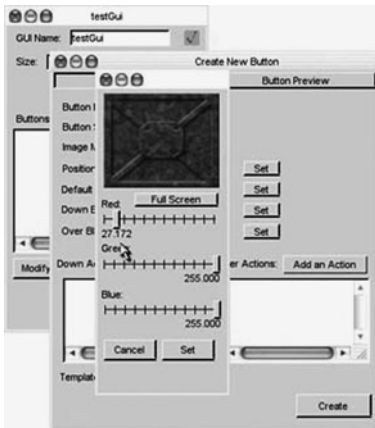 testGui
GUI Name: testGui
Size:
Create New Button
Button Preview
Button
Buttons
Button
Image
Position
Set
Default
Set
Down
Set
Over
Set
Full Screen
Red:
27.172
Green:
255.000
Blue:
255.000
Cancel
Set
Modify
Down
Actions:
Add an Action
Create